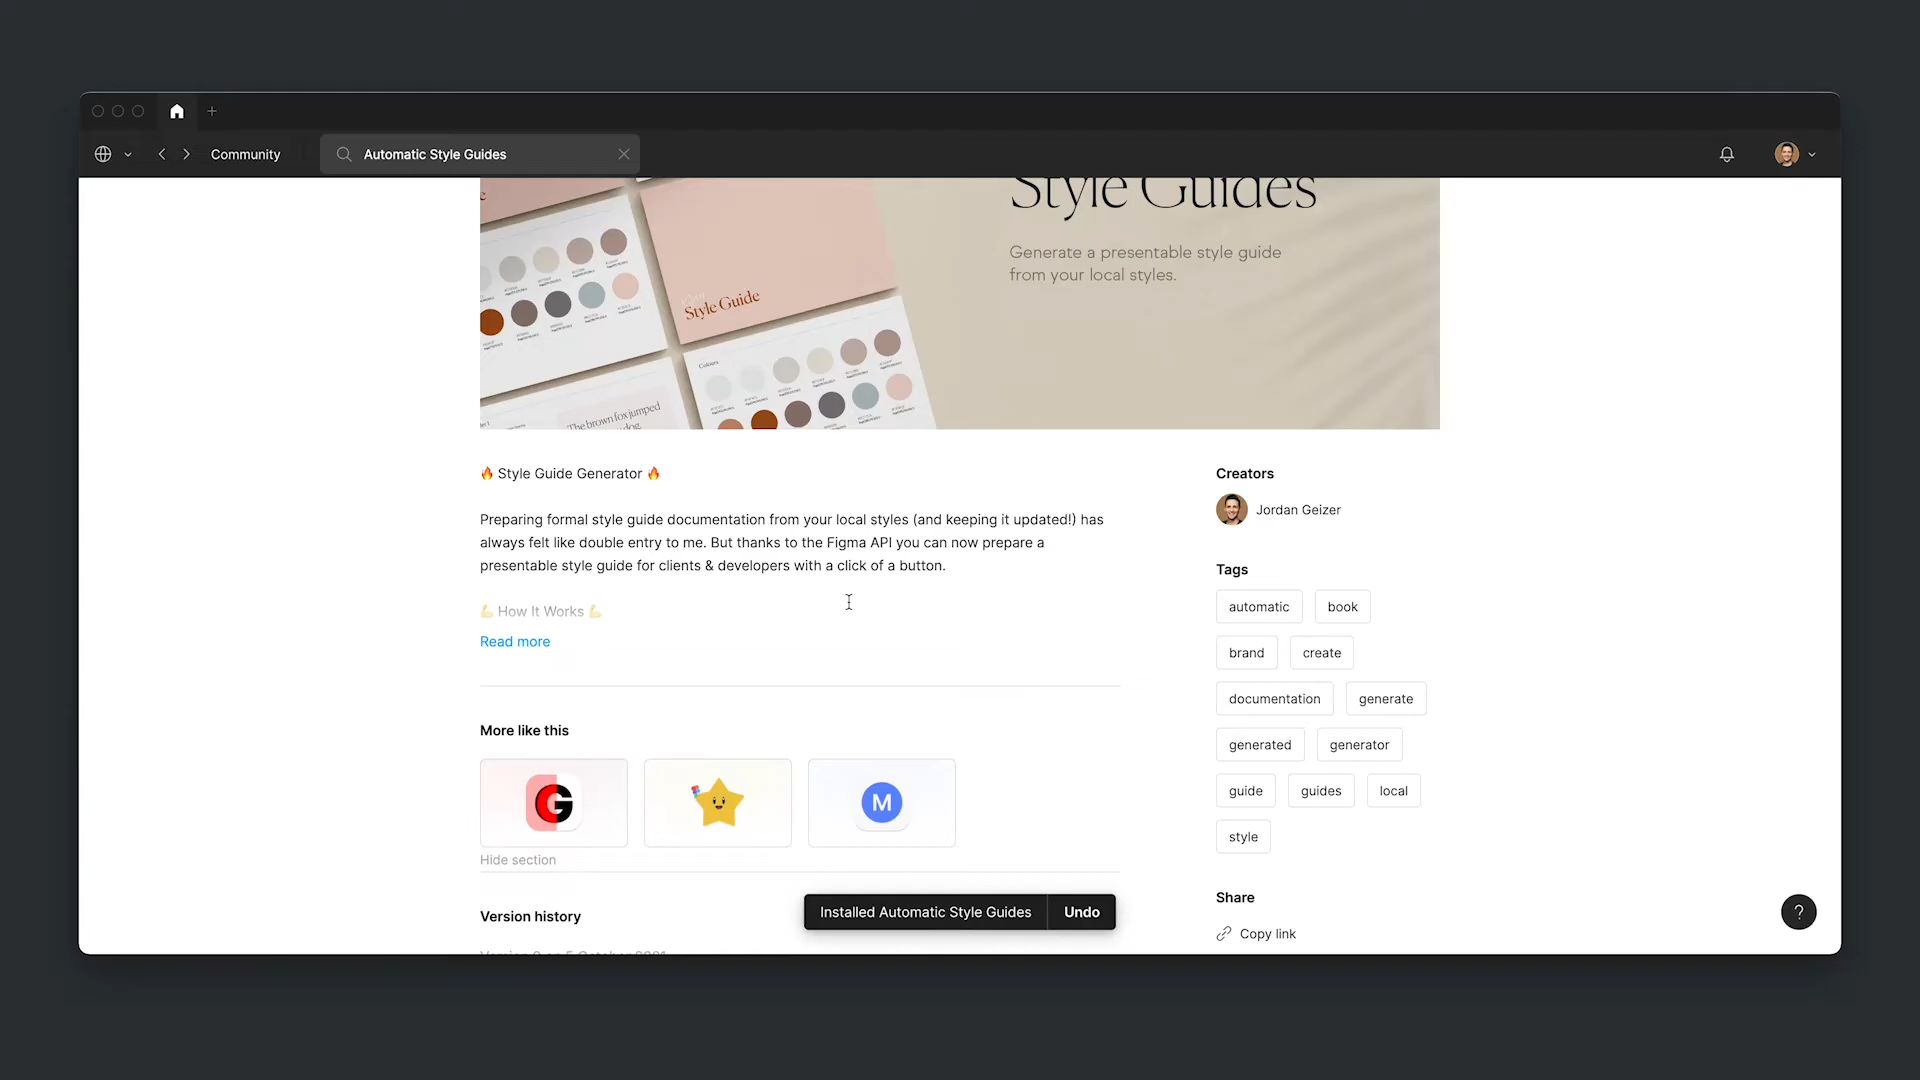 Community
Automatic Style Guides
Style Guides
Generate a presentable style guide
from your local styles.
Style Guide
Colours
The brown fox jumped
dog.
🔥 Style Guide Generator 🔥
Preparing formal style guide documentation from your local styles (and keeping it updated!) has
always felt like double entry to me. But thanks to the Figma API you can now prepare a
presentable style guide for clients & developers with a click of a button.
💪 How It Works 💪
Read more
More like this
G
M
Hide section
Version history
Installed Automatic Style Guides
Undo
Creators
Jordan Geizer
Tags
automatic
book
brand
create
documentation
generate
generated
generator
guide
guides
local
style
Share
Copy link
?